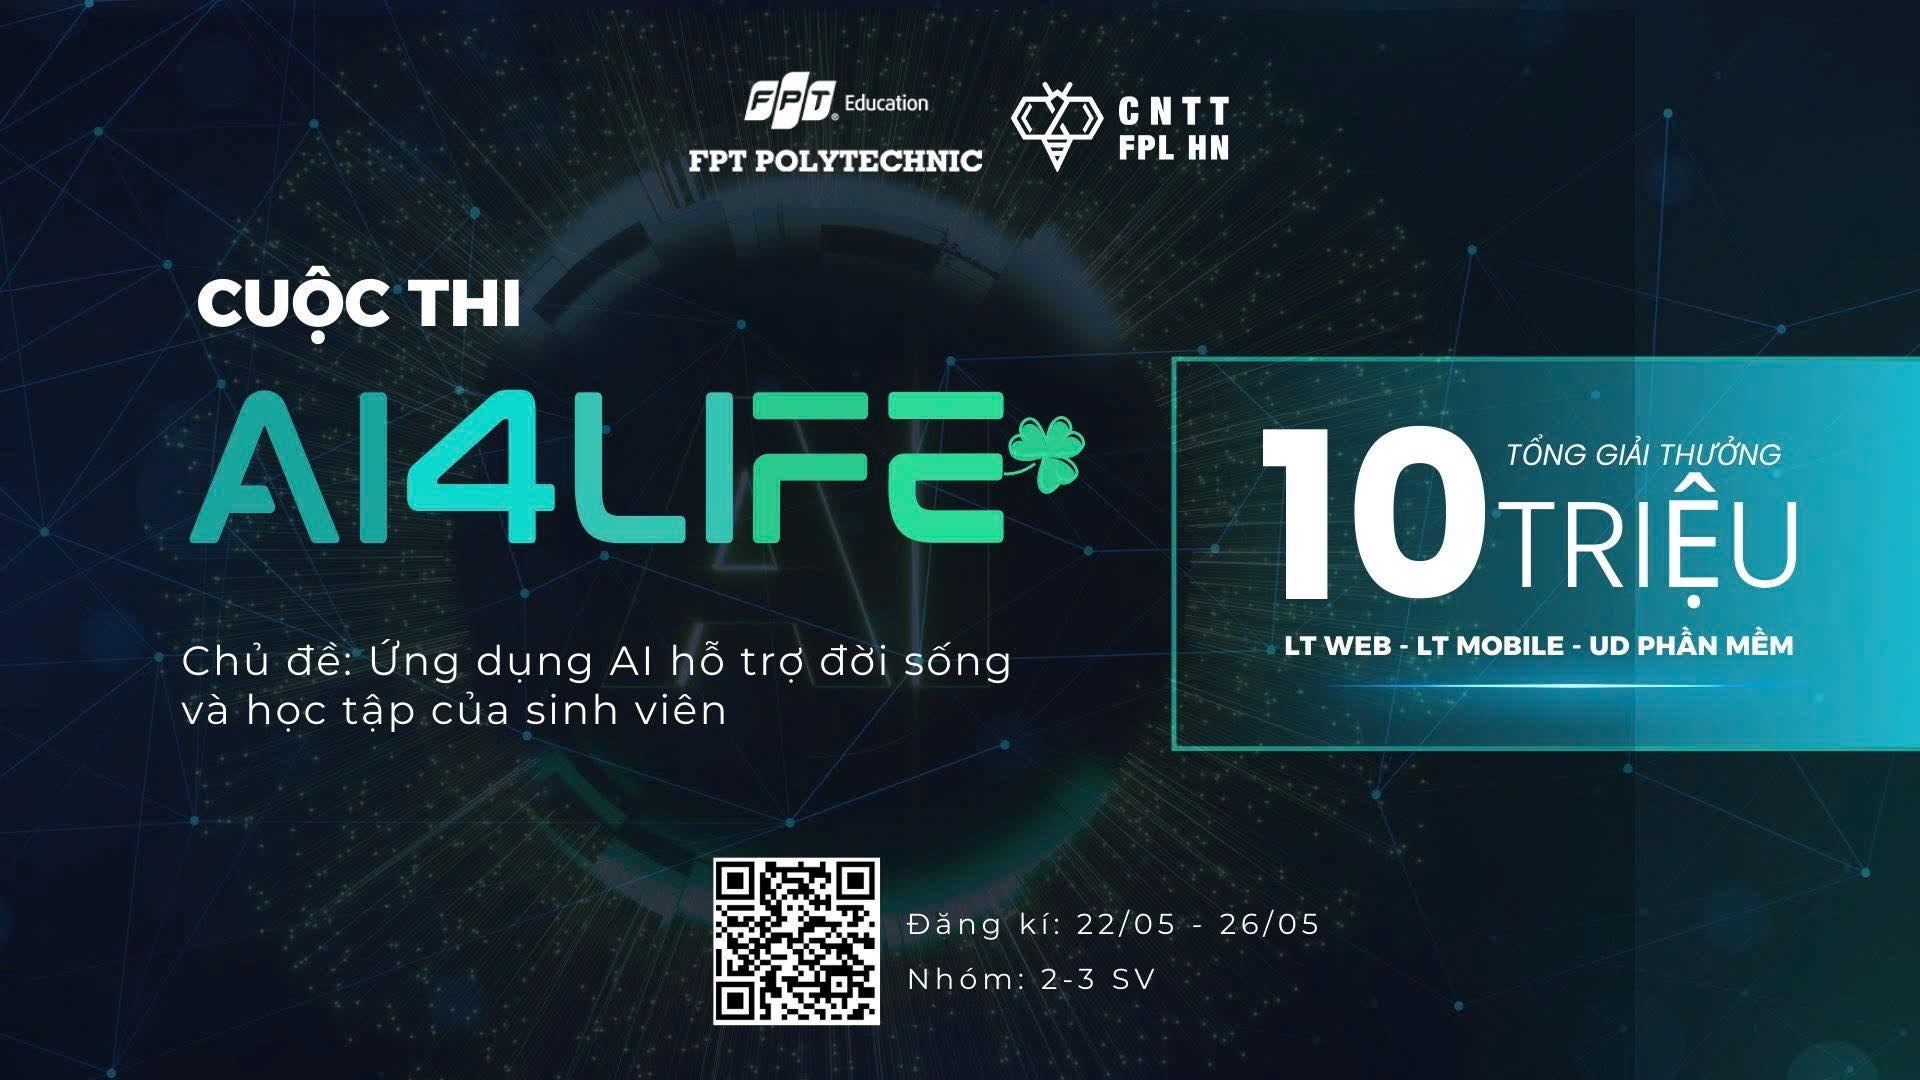 FPT Education
FPT POLYTECHNIC
CNTT
FPL HN
CUỘC THI
AI4LIFE
Chủ đề: Ứng dụng AI hỗ trợ đời sống
và học tập của sinh viên
TỔNG GIẢI THƯỞNG
10 TRIỆU
LT WEB - LT MOBILE - UD PHẦN MỀM
Đăng kí: 22/05 - 26/05
Nhóm: 2-3 SV